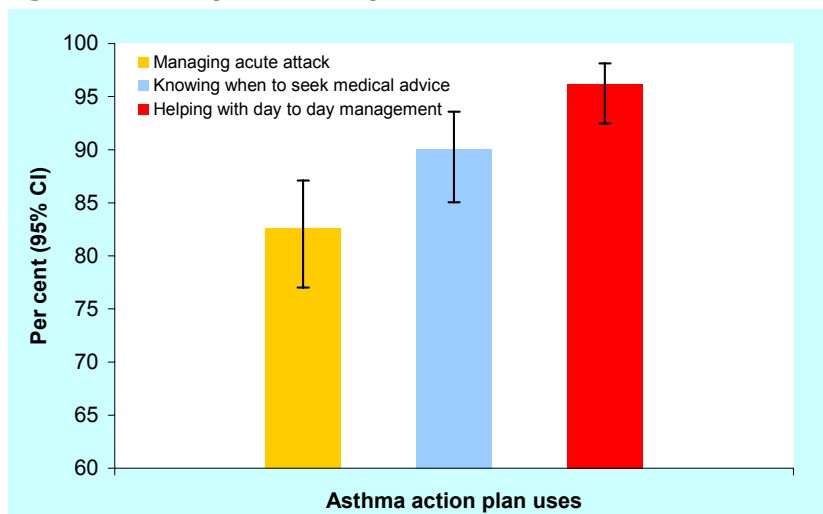 100
95
90
85
80
75
70
65
60
Per cent (95% CI)
Managing acute attack
Knowing when to seek medical advice
Helping with day to day management
Asthma action plan uses